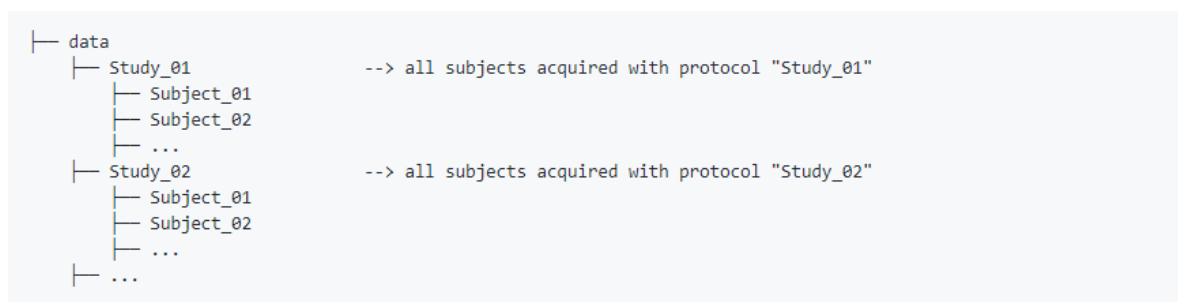 ├── data
    ├── Study_01                 --> all subjects acquired with protocol "Study_01"
        ├── Subject_01
        ├── Subject_02
        ├── ...
    ├── Study_02                 --> all subjects acquired with protocol "Study_02"
        ├── Subject_01
        ├── Subject_02
        ├── ...
    ├── ...